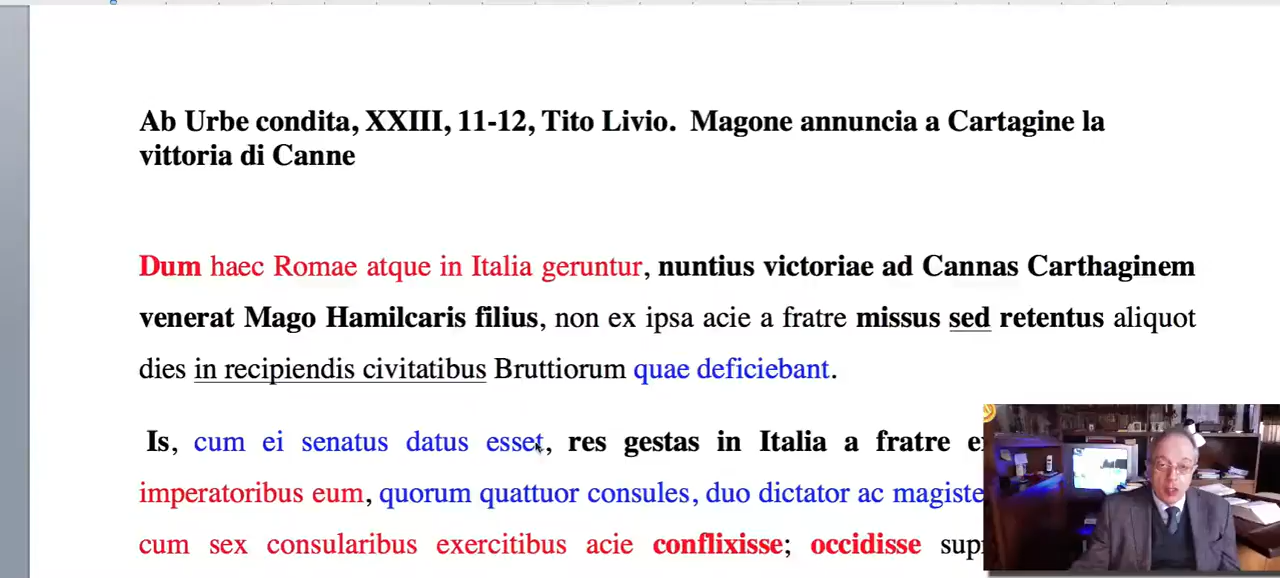 Ab Urbe condita, XXIII, 11-12, Tito Livio. Magone annuncia a Cartagine la
vittoria di Canne
Dum haec Romae atque in Italia geruntur, nuntius victoriae ad Cannas Carthaginem
venerat Mago Hamilcaris filius, non ex ipsa acie a fratre missus sed retentus aliquot
dies in recipiendis civitatibus Bruttiorum quae deficiebant.
Is, cum ei senatus datus esset, res gestas in Italia a fratre
imperatoribus eum, quorum quattuor consules, duo dictator ac
cum sex consularibus exercitibus acie conflixisse; occidisse